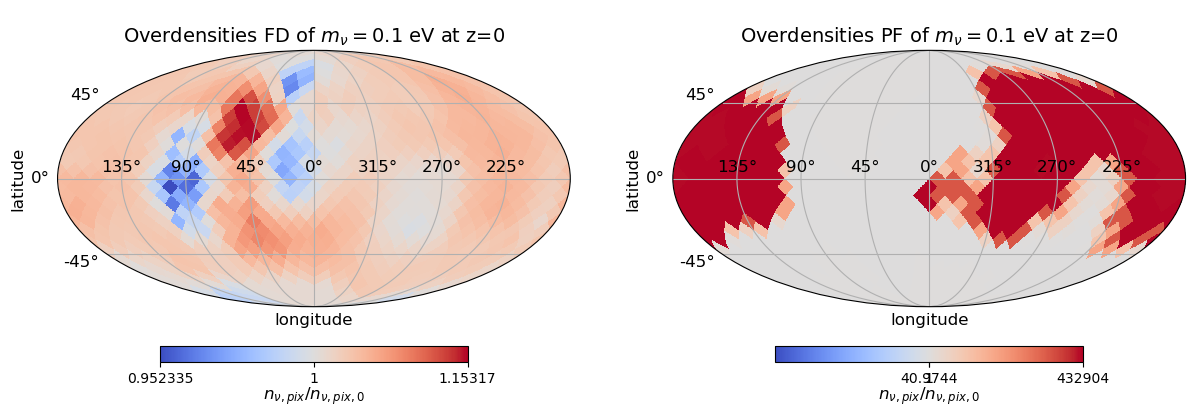 Overdensities FD of $m_\nu = 0.1$ eV at z=0
45°
135° 90° 45° 0° 315° 270° 225°
0°
latitude
-45°
longitude
0.952335 1 1.15317
$n_{\nu,pix}/n_{\nu,pix,0}$
Overdensities PF of $m_\nu = 0.1$ eV at z=0
45°
135° 90° 45° 0° 315° 270° 225°
0°
latitude
-45°
longitude
432904
$n_{\nu,pix}/n_{\nu,pix,0}$